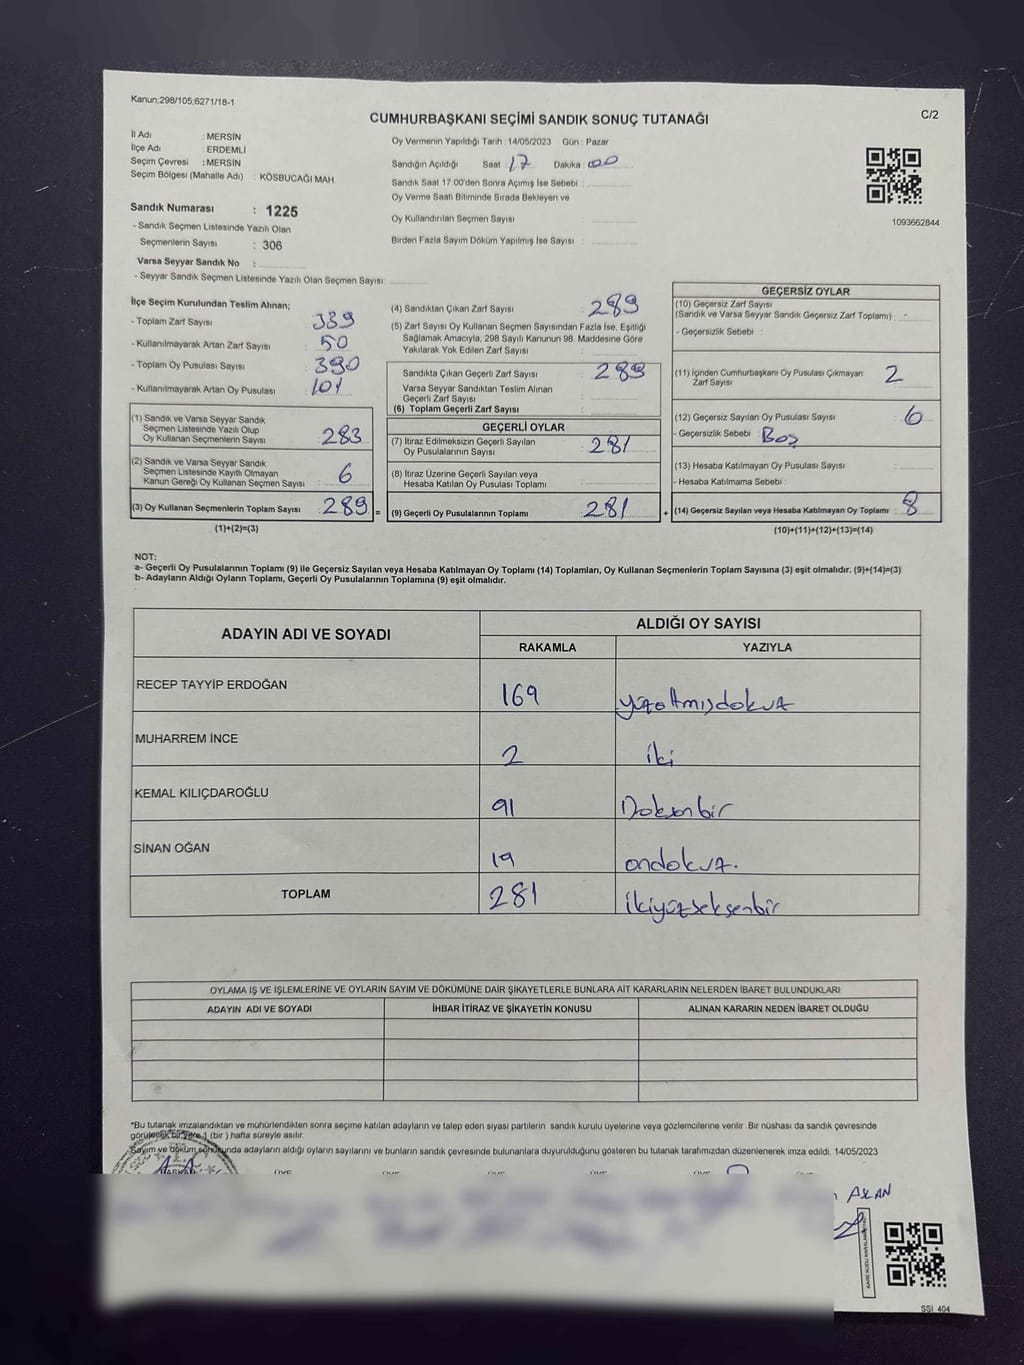 Kanun;298/105;6271/18-1
CUMHURBAŞKANI SEÇİMİ SANDIK SONUÇ TUTANAĞI
C/2
İl Adı : MERSİN
İlçe Adı : ERDEMLİ
Seçim Çevresi : MERSİN
Seçim Bölgesi (Mahalle Adı) : KÖSBUCAĞI MAH.
Sandık Numarası : 1225
- Sandık Seçmen Listesinde Yazılı Olan
Seçmenlerin Sayısı : 306
Varsa Seyyar Sandık No :
- Seyyar Sandık Seçmen Listesinde Yazılı Olan Seçmen Sayısı:
Oy Vermenin Yapıldığı Tarih :14/05/2023 Gün : Pazar
Sandığın Açıldığı Saat : 17 Dakika : 00
Sandık Saat 17:00'den Sonra Açımış İse Sebebi :
Oy Verme Saati Bitiminde Sırada Bekleyen ve
Oy Kullandırılan Seçmen Sayısı :
Birden Fazla Sayım Döküm Yapılmış İse Sayısı :
1093662844
İlçe Seçim Kurulundan Teslim Alınan;
- Toplam Zarf Sayısı : 339
- Kullanılmayarak Artan Zarf Sayısı : 50
- Toplam Oy Pusulası Sayısı : 390
- Kullanılmayarak Artan Oy Pusulası : 101
(1) Sandık ve Varsa Seyyar Sandık
Seçmen Listesinde Yazılı Olup
Oy Kullanan Seçmenlerin Sayısı : 283
(2) Sandık ve Varsa Seyyar Sandık
Seçmen Listesinde Kayıtlı Olmayan
Kanun Gereği Oy Kullanan Seçmen Sayısı : 6
(3) Oy Kullanan Seçmenlerin Toplam Sayısı : 289 =
(1)+(2)=(3)
(4) Sandıktan Çıkan Zarf Sayısı : 289
(5) Zarf Sayısı Oy Kullanan Seçmen Sayısından Fazla İse, Eşitliği
Sağlamak Amacıyla, 298 Sayılı Kanunun 98. Maddesine Göre
Yakılarak Yok Edilen Zarf Sayısı :
Sandıkta Çıkan Geçerli Zarf Sayısı : 289
Varsa Seyyar Sandıktan Teslim Alınan
Geçerli Zarf Sayısı :
(6) Toplam Geçerli Zarf Sayısı :
GEÇERLİ OYLAR
(7) İtiraz Edilmeksizin Geçerli Sayılan
Oy Pusulalarının Sayısı : 281
(8) İtiraz Üzerine Geçerli Sayılan veya
Hesaba Katılan Oy Pusulası Toplamı :
(9) Geçerli Oy Pusulalarının Toplamı : 281 +
GEÇERSİZ OYLAR
(10) Geçersiz Zarf Sayısı
(Sandık ve Varsa Seyyar Sandık Geçersiz Zarf Toplamı) : -
- Geçersizlik Sebebi :
(11) İçinden Cumhurbaşkanı Oy Pusulası Çıkmayan
Zarf Sayısı : 2
(12) Geçersiz Sayılan Oy Pusulası Sayısı : 6
- Geçersizlik Sebebi : Boş
(13) Hesaba Katılmayan Oy Pusulası Sayısı :
- Hesaba Katılmama Sebebi :
(14) Geçersiz Sayılan veya Hesaba Katılmayan Oy Toplamı : 8
(10)+(11)+(12)+(13)=(14)
NOT:
a- Geçerli Oy Pusulalarının Toplamı (9) ile Geçersiz Sayılan veya Hesaba Katılmayan Oy Toplamı (14) Toplamları, Oy Kullanan Seçmenlerin Toplam Sayısına (3) eşit olmalıdır. (9)+(14)=(3)
b- Adayların Aldığı Oyların Toplamı, Geçerli Oy Pusulalarının Toplamına (9) eşit olmalıdır.
ADAYIN ADI VE SOYADI
ALDIĞI OY SAYISI
RAKAMLA YAZIYLA
RECEP TAYYİP ERDOĞAN 169 yüzaltmışdokuz
MUHARREM İNCE 2 iki
KEMAL KILIÇDAROĞLU 91 Doksanbir
SİNAN OĞAN 19 ondokuz.
TOPLAM 281 ikiyüzseksenbir
OYLAMA İŞ VE İŞLEMLERİNE VE OYLARIN SAYIM VE DÖKÜMÜNE DAİR ŞİKAYETLERLE BUNLARA AİT KARARLARIN NELERDEN İBARET BULUNDUKLARI
ADAYIN ADI VE SOYADI İHBAR İTİRAZ VE ŞİKAYETİN KONUSU ALINAN KARARIN NEDEN İBARET OLDUĞU
*Bu tutanak imzalandıktan ve mühürlendikten sonra seçime katılan adayların ve talep eden siyasi partilerin sandık kurulu üyelerine veya gözlemcilerine verilir. Bir nüshası da sandık çevresinde
görülecek bir yere 1 (bir ) hafta süreyle asılır.
Sayım ve döküm sonucunda adayların aldığı oyların sayılarını ve bunların sandık çevresinde bulunanlara duyurulduğunu gösteren bu tutanak tarafımızdan düzenlenerek imza edildi. 14/05/2023
SSI 404